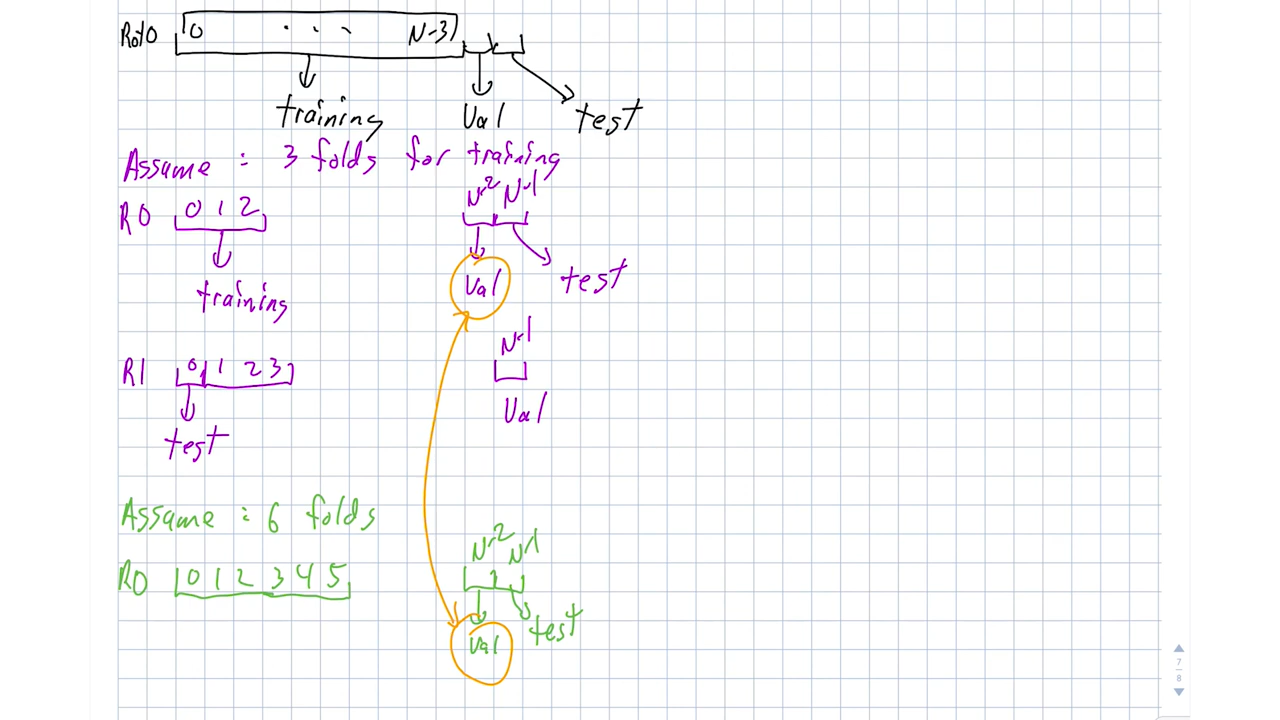 Rot0 0 . . . N-3
training Val test
Assume : 3 folds for training
N-2 N-1
R0 0 1 2
Val test
training
N-1
R1 0 1 2 3
Val
test
Assume : 6 folds
N-2 N-1
R0 0 1 2 3 4 5
test
Val
7
8